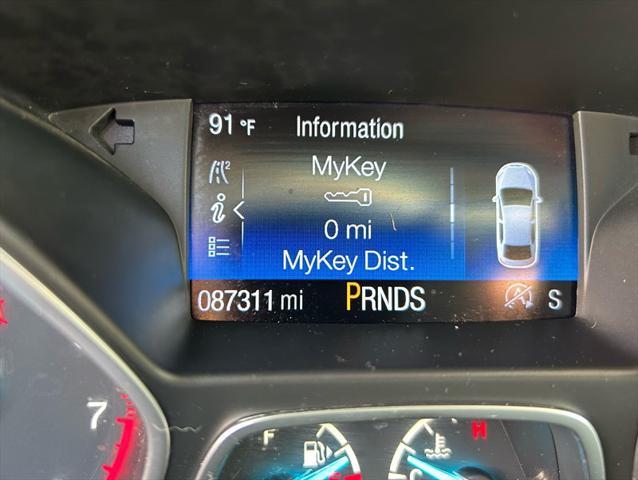 91 °F Information
MyKey
0 mi
MyKey Dist.
087311 mi PRNDS S
7
F H
C